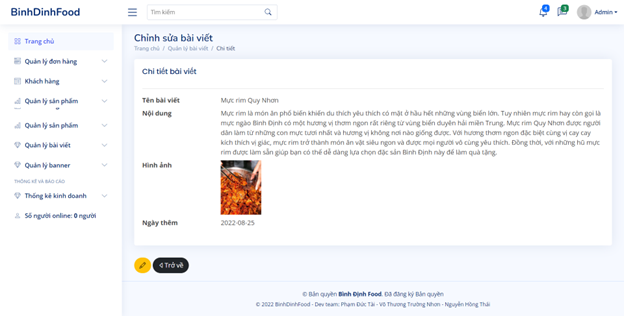 BinhDinhFood
Tìm kiếm
4
3
Admin
Trang chủ
Quản lý đơn hàng
Khách hàng
Quản lý sản phẩm
Quản lý sản phẩm
Quản lý bài viết
Quản lý banner
THỐNG KÊ VÀ BÁO CÁO
Thống kê kinh doanh
Số người online: 0 người
Chỉnh sửa bài viết
Trang chủ / Quản lý bài viết / Chi tiết
Chi tiết bài viết
Tên bài viết Mực rim Quy Nhơn
Nội dung Mực rim là món ăn phổ biến khiến du thích yêu thích có mặt ở hầu hết những vùng biển lớn. Tuy nhiên mực rim hay còn gọi là
mực ngào Bình Định có một hương vị thơm ngon rất riêng từ vùng biển duyên hải miền Trung. Mực rim Quy Nhơn được người
dân làm từ những con mực tươi nhất và hương vị không nơi nào giống được. Với hương thơm ngon đặc biệt cùng vị cay cay
kích thích vị giác, mực rim trở thành món ăn vặt siêu ngon và được mọi người vô cùng yêu thích. Đồng thời, với những hũ mực
rim được làm sẵn giúp bạn có thể dễ dàng lựa chọn đặc sản Bình Định này để làm quà tặng.
Hình ảnh
Ngày thêm 2022-08-25
Trở về
© Bản quyền Bình Định Food. Đã đăng ký Bản quyền
© 2022 BinhDinhFood - Dev team: Phạm Đức Tài - Võ Thương Trường Nhơn - Nguyễn Hồng Thái